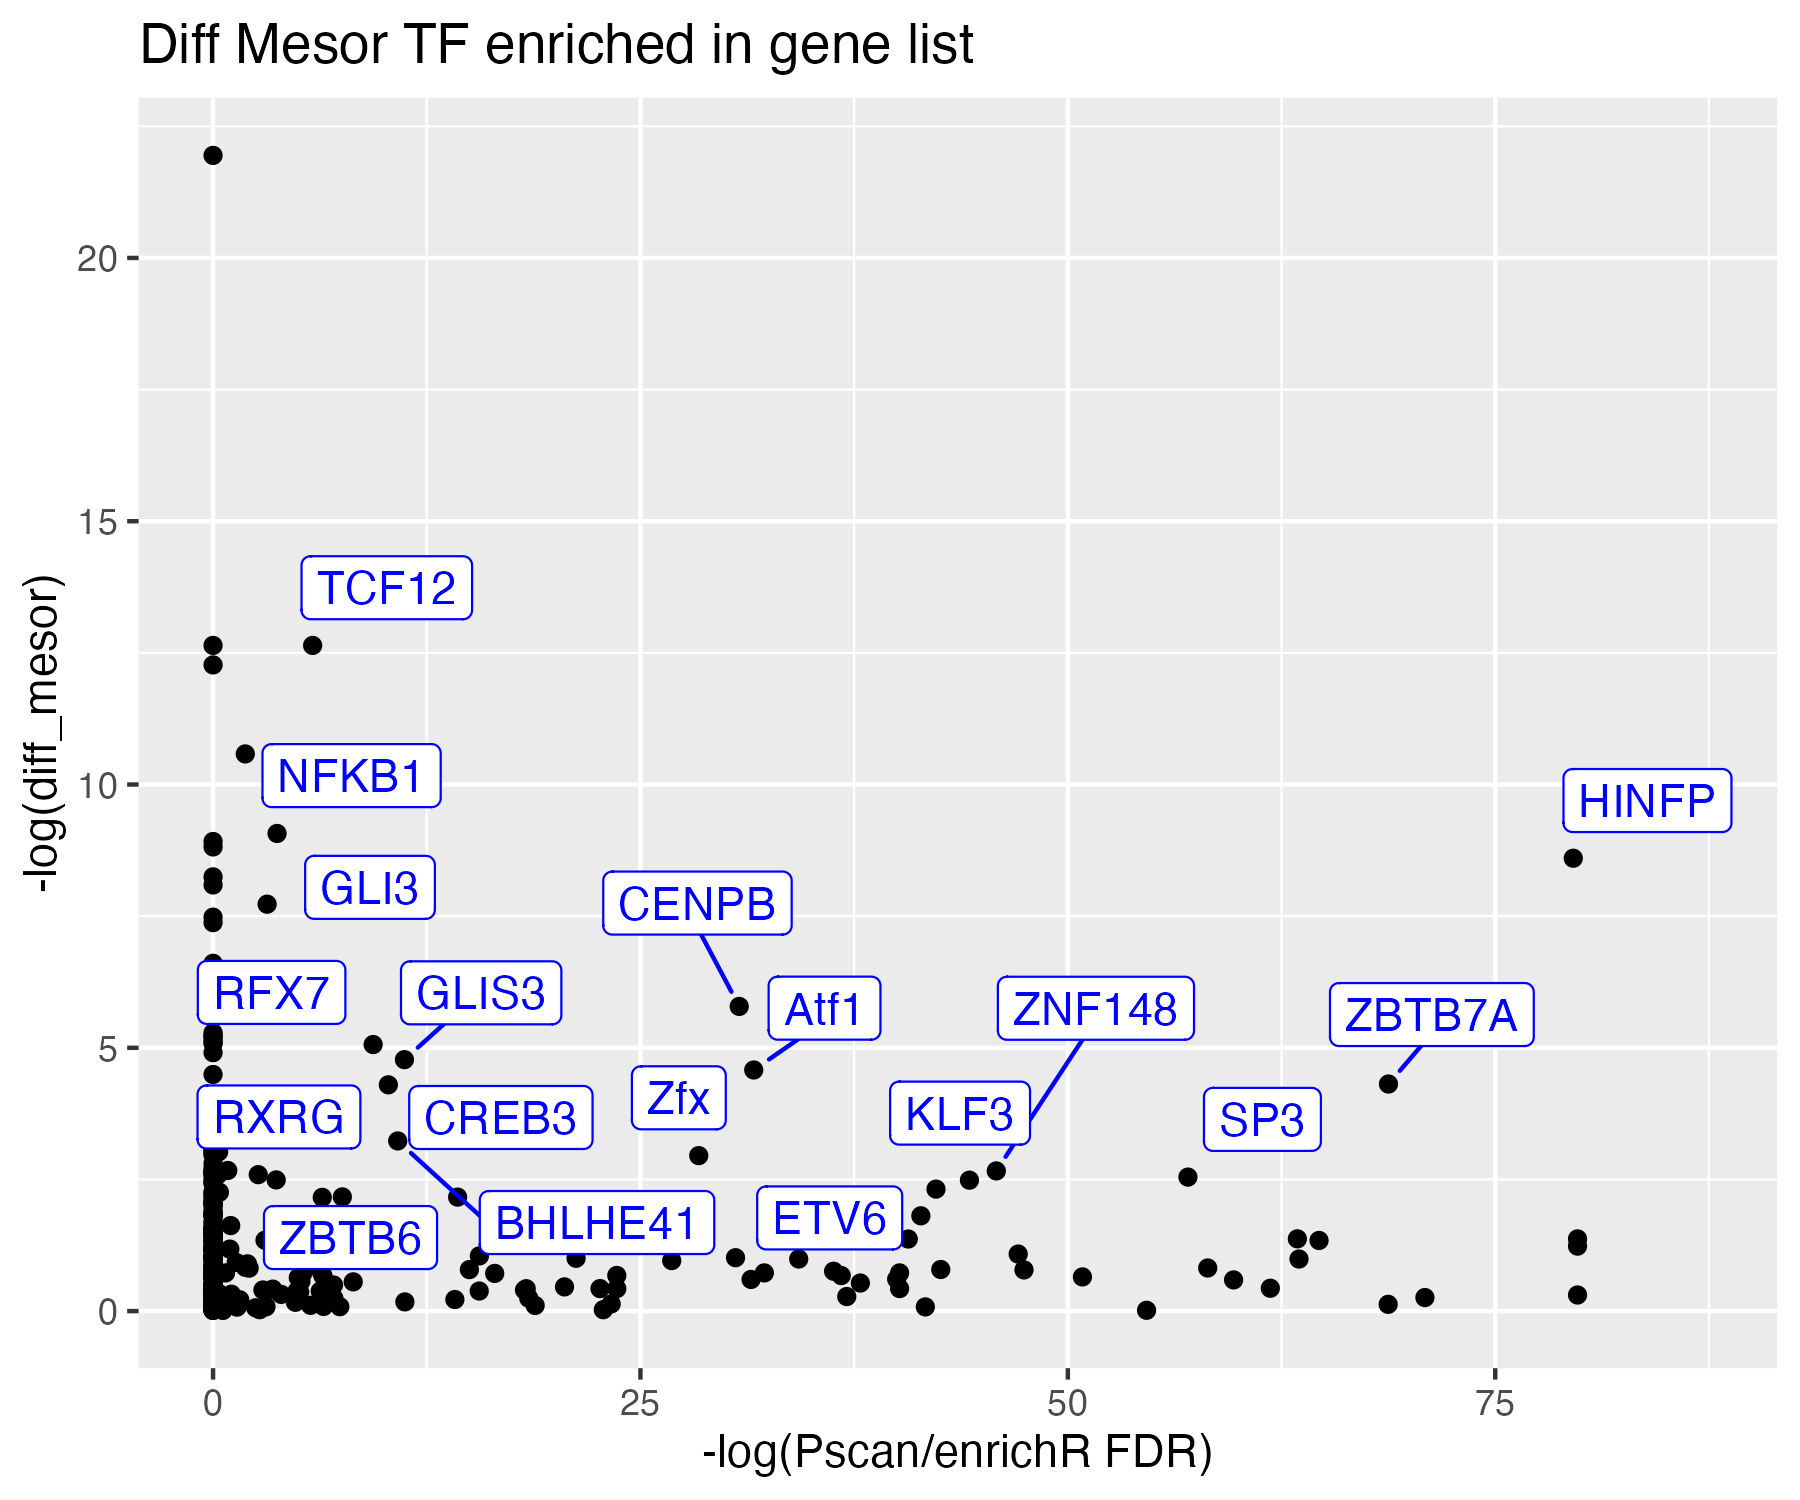 Diff Mesor TF enriched in gene list
-log(diff_mesor)
20
15
10
5
0
TCF12
NFKB1
HINFP
GLI3
CENPB
RFX7
GLIS3
Atf1
ZNF148
ZBTB7A
Zfx
KLF3
SP3
RXRG
CREB3
ETV6
BHLHE41
ZBTB6
0
25
50
75
-log(Pscan/enrichR FDR)